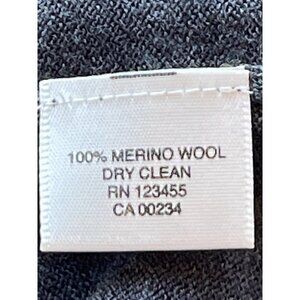 100% MERINO WOOL
DRY CLEAN
RN 123455
CA 00234